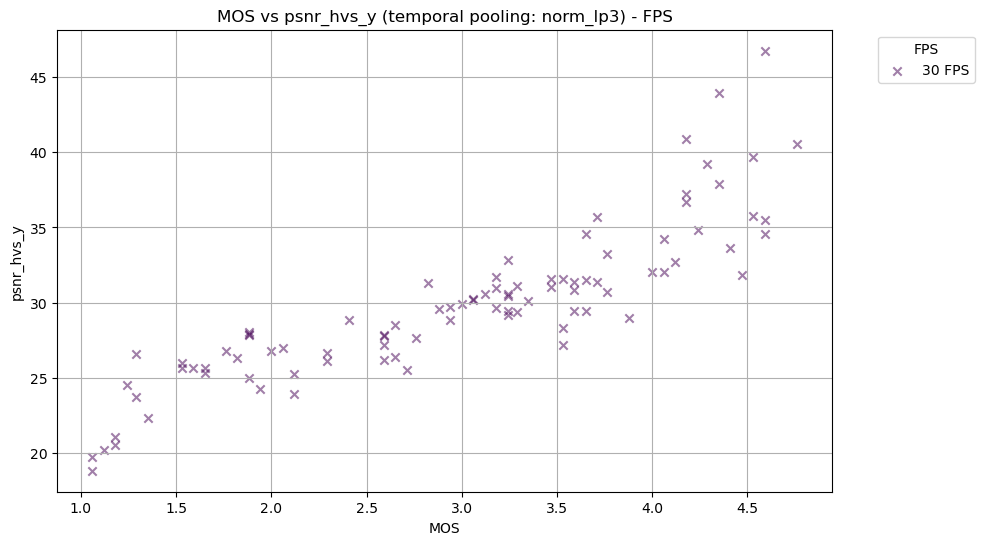 MOS vs psnr_hvs_y (temporal pooling: norm_lp3) - FPS
FPS
30 FPS
psnr_hvs_y
45
40
35
30
25
20
1.0 1.5 2.0 2.5 3.0 3.5 4.0 4.5
MOS